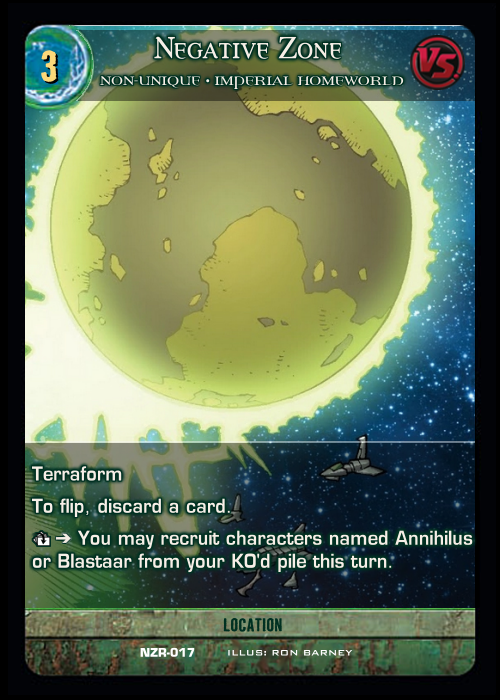 3
NEGATIVE ZONE
VS
NON-UNIQUE • IMPERIAL HOMEWORLD
Terraform
To flip, discard a card.
➔ You may recruit characters named Annihilus
or Blastaar from your KO'd pile this turn.
LOCATION
NZR-017 ILLUS: RON BARNEY